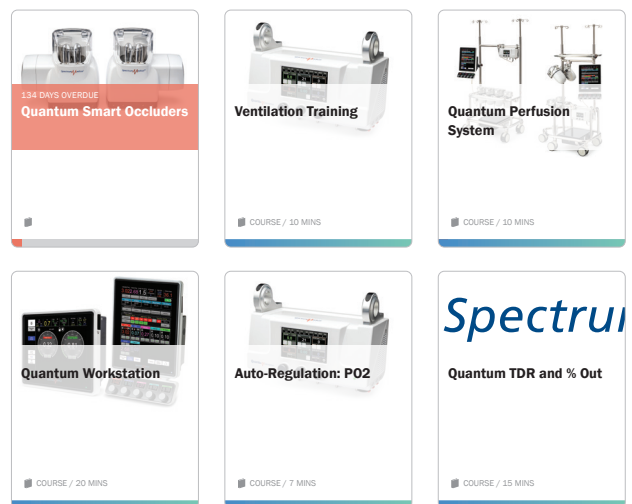 134 DAYS OVERDUE
Quantum Smart Occluders
Ventilation Training
COURSE / 10 MINS
Quantum Perfusion
System
COURSE / 10 MINS
Quantum Workstation
COURSE / 20 MINS
Auto-Regulation: PO2
COURSE / 7 MINS
Spectru
Quantum TDR and % Out
COURSE / 15 MINS